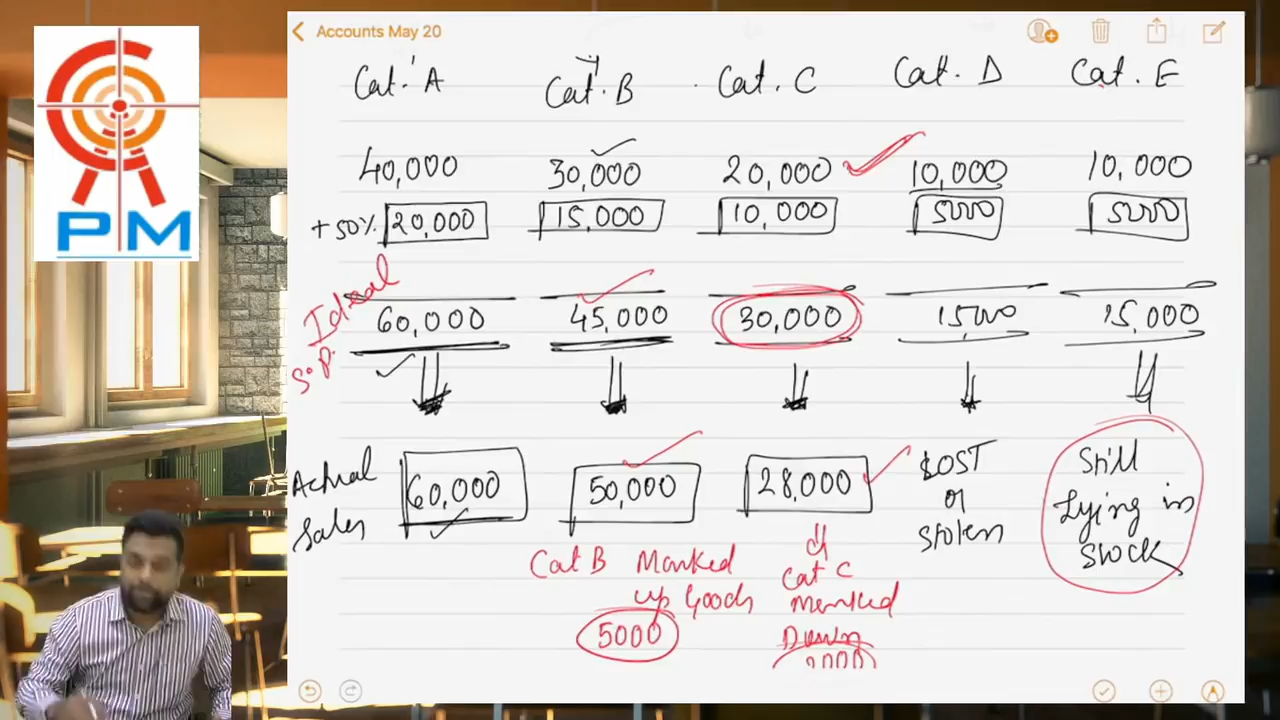 PM
Accounts May 20
Cat. A Cat. B Cat. C Cat. D Cat. E
40,000 30,000 20,000 10,000 10,000
+50% 20,000 15,000 10,000 5000 5000
Ideal S.P. 60,000 45,000 30,000 15000 15,000
Actual Sales 60,000 50,000 28,000 LOST or Stolen Still Lying in Stock
Cat B Marked up Goods 5000
Cat C Marked Down 2000